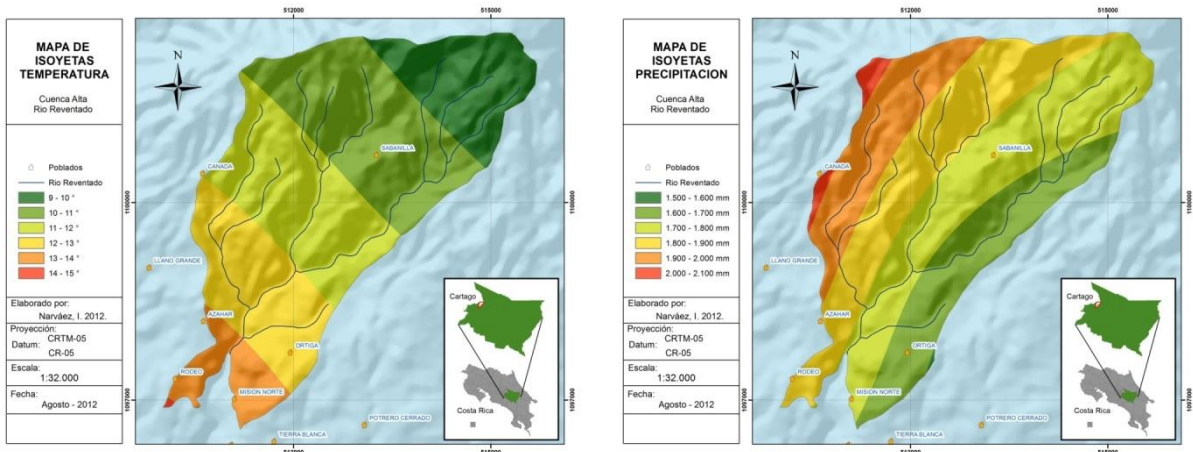 MAPA DE
ISOYETAS
TEMPERATURA
Cuenca Alta
Rio Reventado
Poblados
Rio Reventado
9 - 10 °
10 - 11 °
11 - 12 °
12 - 13 °
13 - 14 °
14 - 15 °
Elaborado por:
Narváez, I. 2012.
Proyección:
CRTM-05
Datum:
CR-05
Escala:
1:32.000
Fecha:
Agosto - 2012
512000
515000
N
SABANILLA
CANADA
1100000
LLANO GRANDE
AZAHAR
ORTIGA
RODEO
MISION NORTE
1097000
POTRERO CERRADO
TIERRA BLANCA
Cartago
Costa Rica
512000
515000
MAPA DE
ISOYETAS
PRECIPITACION
Cuenca Alta
Rio Reventado
Poblados
Rio Reventado
1.500 - 1.600 mm
1.600 - 1.700 mm
1.700 - 1.800 mm
1.800 - 1.900 mm
1.900 - 2.000 mm
2.000 - 2.100 mm
Elaborado por:
Narváez, I. 2012.
Proyección:
CRTM-05
Datum:
CR-05
Escala:
1:32.000
Fecha:
Agosto - 2012
512000
515000
N
SABANILLA
CANADA
1100000
LLANO GRANDE
AZAHAR
ORTIGA
RODEO
MISION NORTE
1097000
POTRERO CERRADO
TIERRA BLANCA
Cartago
Costa Rica
512000
515000